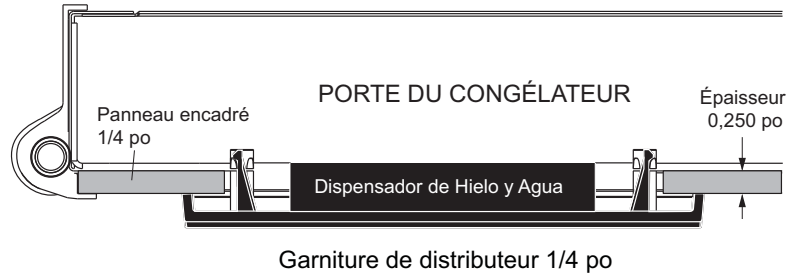 PORTE DU CONGÉLATEUR
Panneau encadré
1/4 po
Épaisseur
0,250 po
Dispensador de Hielo y Agua
Garniture de distributeur 1/4 po